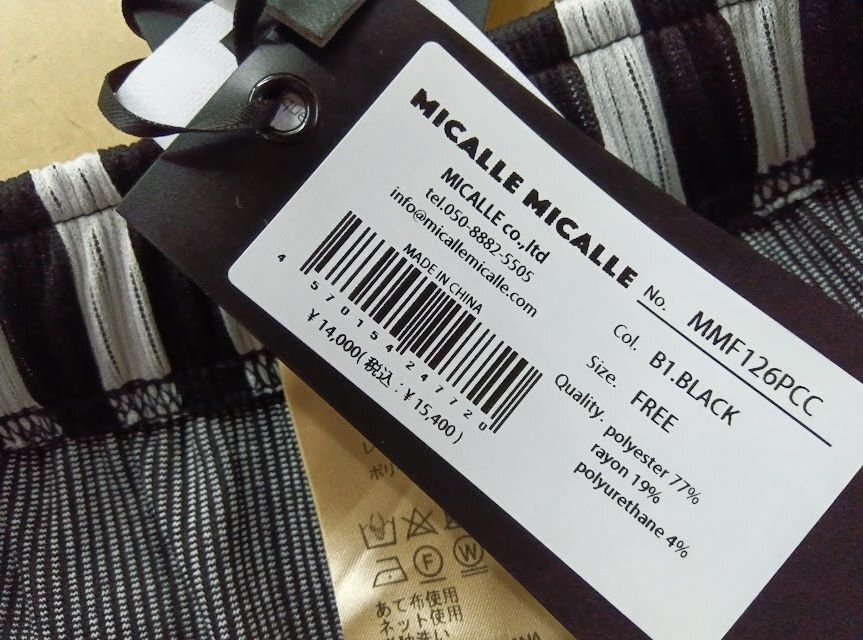 MICALLE MICALLE
MICALLE co,.ltd
tel.050-8882-5505
info@micallemicalle.com
MADE IN CHINA
4 570154 247720
¥14,000(税込:¥15,400)
No. MMF126PCC
Col. B1.BLACK
Size. FREE
Quality. polyester 77%
rayon 19%
polyurethane 4%
ポリ
F W
あて布使用
ネット使用